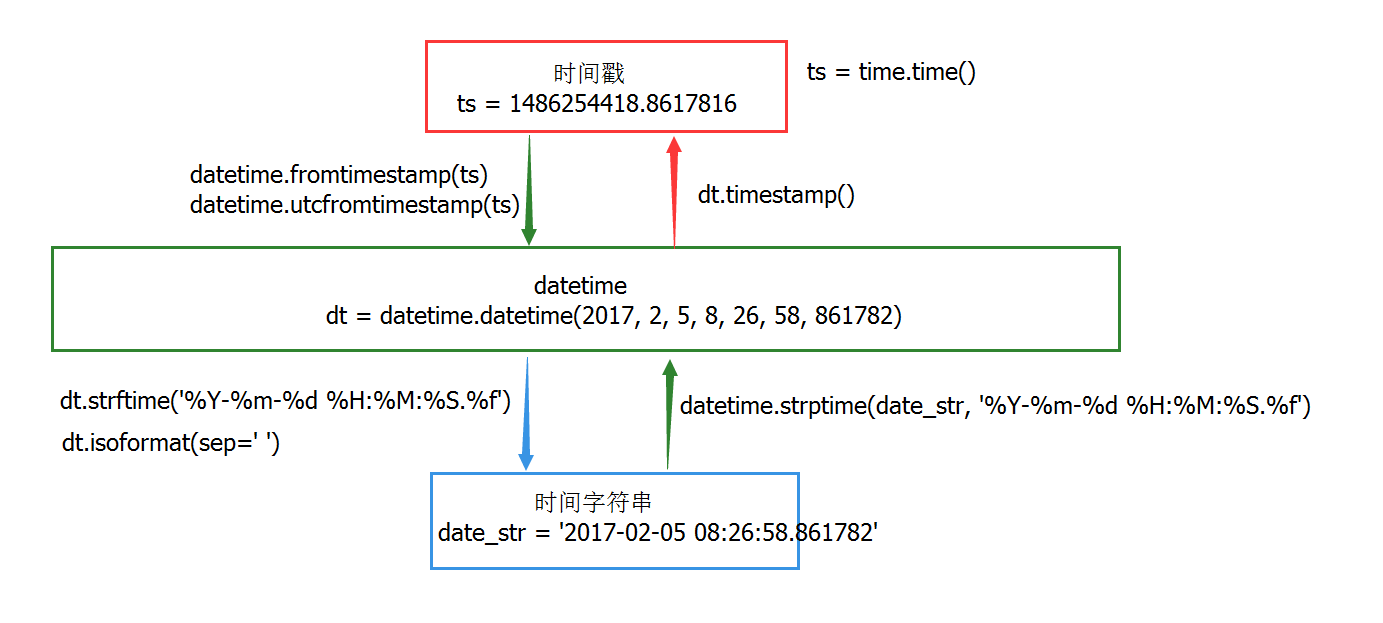 时间戳
ts = 1486254418.8617816
ts = time.time()
datetime.fromtimestamp(ts)
datetime.utcfromtimestamp(ts)
dt.timestamp()
datetime
dt = datetime.datetime(2017, 2, 5, 8, 26, 58, 861782)
dt.strftime('%Y-%m-%d %H:%M:%S.%f')
dt.isoformat(sep=' ')
datetime.strptime(date_str, '%Y-%m-%d %H:%M:%S.%f')
时间字符串
date_str = '2017-02-05 08:26:58.861782'